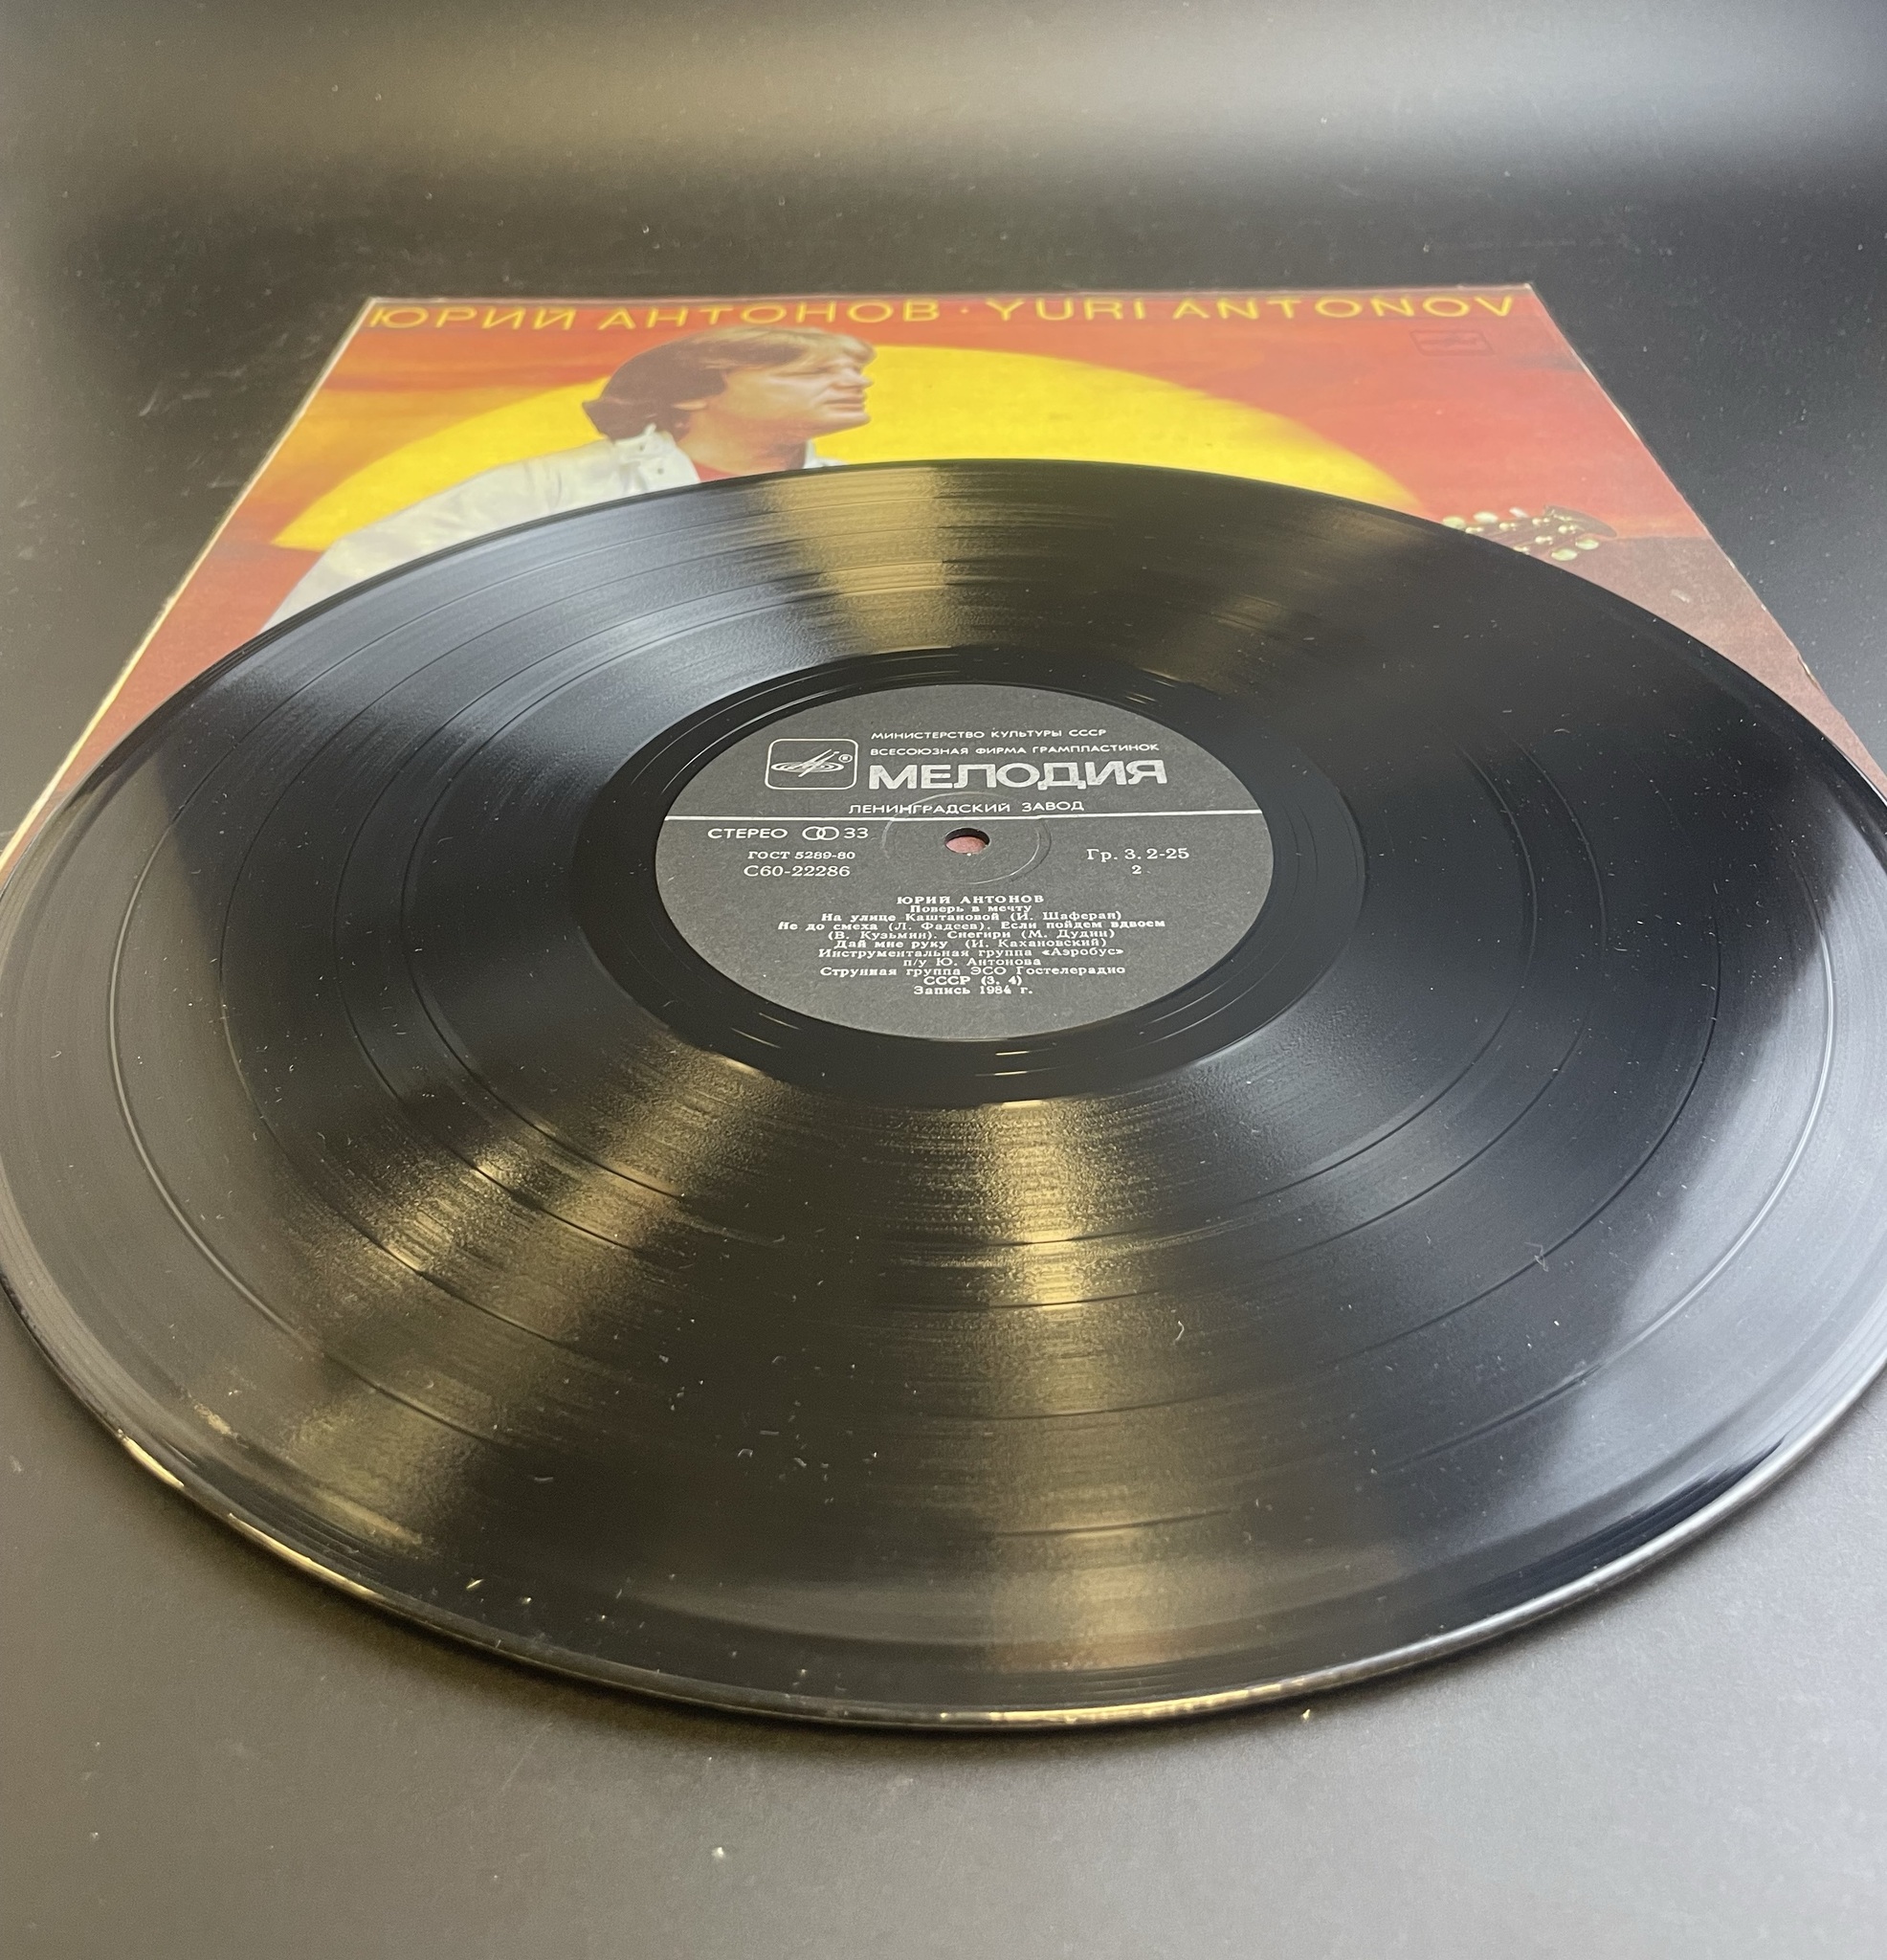 ЮРИЙ АНТОНОВ · YURI ANTONOV
МИНИСТЕРСТВО КУЛЬТУРЫ СССР
ВСЕСОЮЗНАЯ ФИРМА ГРАМПЛАСТИНОК
®
МЕЛОДИЯ
ЛЕНИНГРАДСКИЙ ЗАВОД
СТЕРЕО 33
ГОСТ 5289-80
С60-22286
Гр. 3. 2-25
2
ЮРИЙ АНТОНОВ
Поверь в мечту
На улице Каштановой (И. Шаферан)
Не до смеха (Л. Фадеев). Если пойдем вдвоем
(В. Кузьмин). Снегири (М. Дудин)
Дай мне руку (И. Кахановский)
Инструментальная группа «Аэробус»
п/у Ю. Антонова
Струнная группа ЭСО Гостелерадио
СССР (3, 4)
Запись 1984 г.